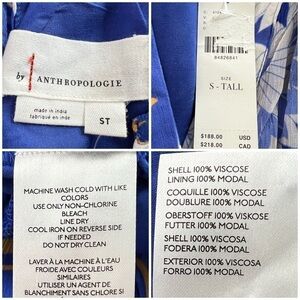 by 1 ANTHROPOLOGIE
made in india
fabriqué en inde
ST
84826841
SIZE
S - TALL
$188.00 USD
$218.00 CAD
MACHINE WASH COLD WITH LIKE
COLORS
USE ONLY NON-CHLORINE
BLEACH
LINE DRY
COOL IRON ON REVERSE SIDE
IF NEEDED
DO NOT DRY CLEAN
LAVER À LA MACHINE À L'EAU
FROIDE AVEC COULEURS
SIMILAIRES
UTILISER UN AGENT DE
BLANCHIMENT SANS CHLORE SI
SHELL 100% VISCOSE
LINING 100% MODAL
COQUILLE 100% VISCOSE
DOUBLURE 100% MODAL
OBERSTOFF 100% VISKOSE
FUTTER 100% MODAL
SHELL 100% VISCOSA
FODERA 100% MODAL
EXTERIOR 100% VISCOSA
FORRO 100% MODAL